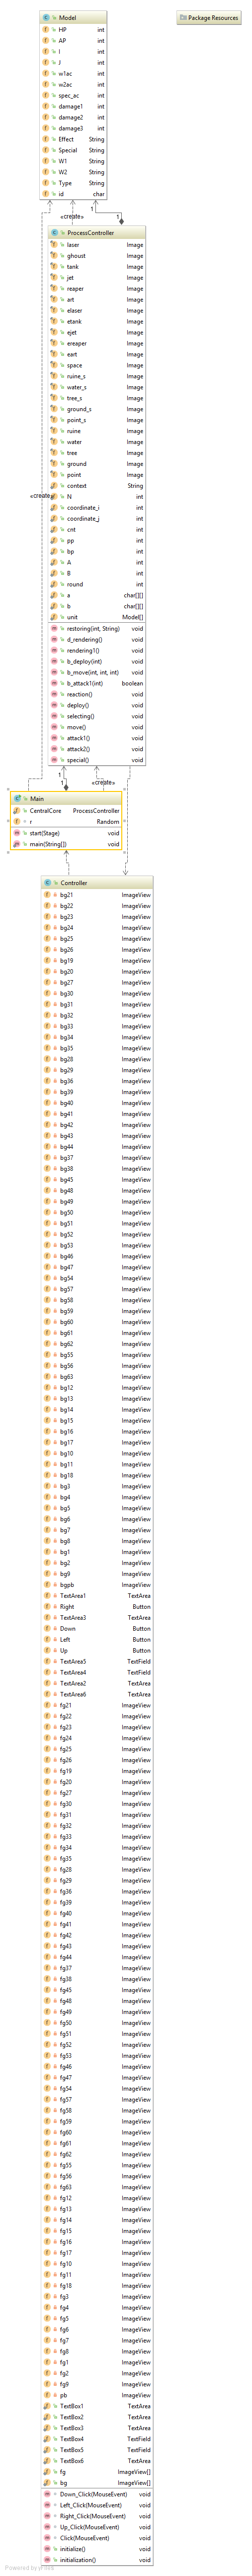 Model
Package Resources
HP int
AP int
I int
J int
w1ac int
w2ac int
spec_ac int
damage1 int
damage2 int
damage3 int
Effect String
Special String
W1 String
W2 String
Type String
id char
1
«create»
1
ProcessController
laser Image
ghoust Image
tank Image
jet Image
reaper Image
art Image
elaser Image
etank Image
ejet Image
ereaper Image
eart Image
space Image
ruine_s Image
water_s Image
tree_s Image
ground_s Image
point_s Image
ruine Image
water Image
tree Image
ground Image
point Image
context String
«create»
N int
coordinate_i int
coordinate_j int
cnt int
pp int
bp int
A int
B int
round int
a char[][]
b char[][]
unit Model[]
restoring(int, String) void
d_rendering() void
rendering1() void
b_deploy(int) void
b_move(int, int, int) void
b_attack1(int) boolean
reaction() void
deploy() void
selecting() void
move() void
attack1() void
attack2() void
special() void
1
«create»
1
Main
CentralCore ProcessController
r Random
start(Stage) void
main(String[]) void
Controller
bg21 ImageView
bg22 ImageView
bg23 ImageView
bg24 ImageView
bg25 ImageView
bg26 ImageView
bg19 ImageView
bg20 ImageView
bg27 ImageView
bg30 ImageView
bg31 ImageView
bg32 ImageView
bg33 ImageView
bg34 ImageView
bg35 ImageView
bg28 ImageView
bg29 ImageView
bg36 ImageView
bg39 ImageView
bg40 ImageView
bg41 ImageView
bg42 ImageView
bg43 ImageView
bg44 ImageView
bg37 ImageView
bg38 ImageView
bg45 ImageView
bg48 ImageView
bg49 ImageView
bg50 ImageView
bg51 ImageView
bg52 ImageView
bg53 ImageView
bg46 ImageView
bg47 ImageView
bg54 ImageView
bg57 ImageView
bg58 ImageView
bg59 ImageView
bg60 ImageView
bg61 ImageView
bg62 ImageView
bg55 ImageView
bg56 ImageView
bg63 ImageView
bg12 ImageView
bg13 ImageView
bg14 ImageView
bg15 ImageView
bg16 ImageView
bg17 ImageView
bg10 ImageView
bg11 ImageView
bg18 ImageView
bg3 ImageView
bg4 ImageView
bg5 ImageView
bg6 ImageView
bg7 ImageView
bg8 ImageView
bg1 ImageView
bg2 ImageView
bg9 ImageView
bgpb ImageView
TextArea1 TextArea
Right Button
TextArea3 TextArea
Down Button
Left Button
Up Button
TextArea5 TextField
TextArea4 TextField
TextArea2 TextArea
TextArea6 TextArea
fg21 ImageView
fg22 ImageView
fg23 ImageView
fg24 ImageView
fg25 ImageView
fg26 ImageView
fg19 ImageView
fg20 ImageView
fg27 ImageView
fg30 ImageView
fg31 ImageView
fg32 ImageView
fg33 ImageView
fg34 ImageView
fg35 ImageView
fg28 ImageView
fg29 ImageView
fg36 ImageView
fg39 ImageView
fg40 ImageView
fg41 ImageView
fg42 ImageView
fg43 ImageView
fg44 ImageView
fg37 ImageView
fg38 ImageView
fg45 ImageView
fg48 ImageView
fg49 ImageView
fg50 ImageView
fg51 ImageView
fg52 ImageView
fg53 ImageView
fg46 ImageView
fg47 ImageView
fg54 ImageView
fg57 ImageView
fg58 ImageView
fg59 ImageView
fg60 ImageView
fg61 ImageView
fg62 ImageView
fg55 ImageView
fg56 ImageView
fg63 ImageView
fg12 ImageView
fg13 ImageView
fg14 ImageView
fg15 ImageView
fg16 ImageView
fg17 ImageView
fg10 ImageView
fg11 ImageView
fg18 ImageView
fg3 ImageView
fg4 ImageView
fg5 ImageView
fg6 ImageView
fg7 ImageView
fg8 ImageView
fg1 ImageView
fg2 ImageView
fg9 ImageView
pb ImageView
TextBox1 TextArea
TextBox2 TextArea
TextBox3 TextArea
TextBox4 TextField
TextBox5 TextField
TextBox6 TextArea
fg ImageView[]
bg ImageView[]
Down_Click(MouseEvent) void
Left_Click(MouseEvent) void
Right_Click(MouseEvent) void
Up_Click(MouseEvent) void
Click(MouseEvent) void
initialize() void
initialization() void
Powered by yFiles